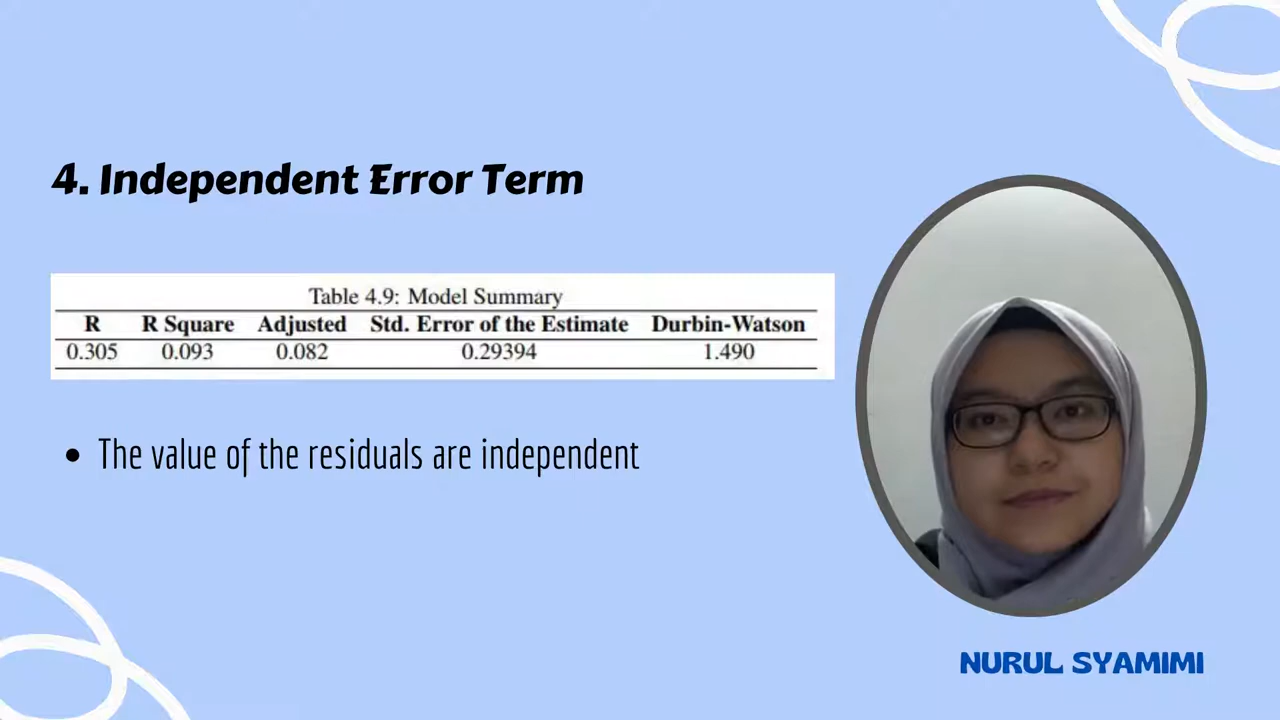 4. Independent Error Term
Table 4.9: Model Summary
R R Square Adjusted Std. Error of the Estimate Durbin-Watson
0.305 0.093 0.082 0.29394 1.490
• The value of the residuals are independent
NURUL SYAMIMI